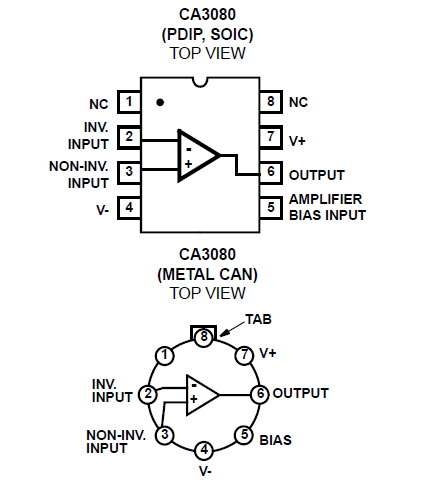 CA3080
(PDIP, SOIC)
TOP VIEW
NC 1 8 NC
INV.
INPUT 2 7 V+
-
+
NON-INV.
INPUT 3 6 OUTPUT
V- 4 5 AMPLIFIER
BIAS INPUT
CA3080
(METAL CAN)
TOP VIEW
TAB
8
1 7 V+
INV.
INPUT 2 6 OUTPUT
-
+
NON-INV.
INPUT 3 5 BIAS
4
V-